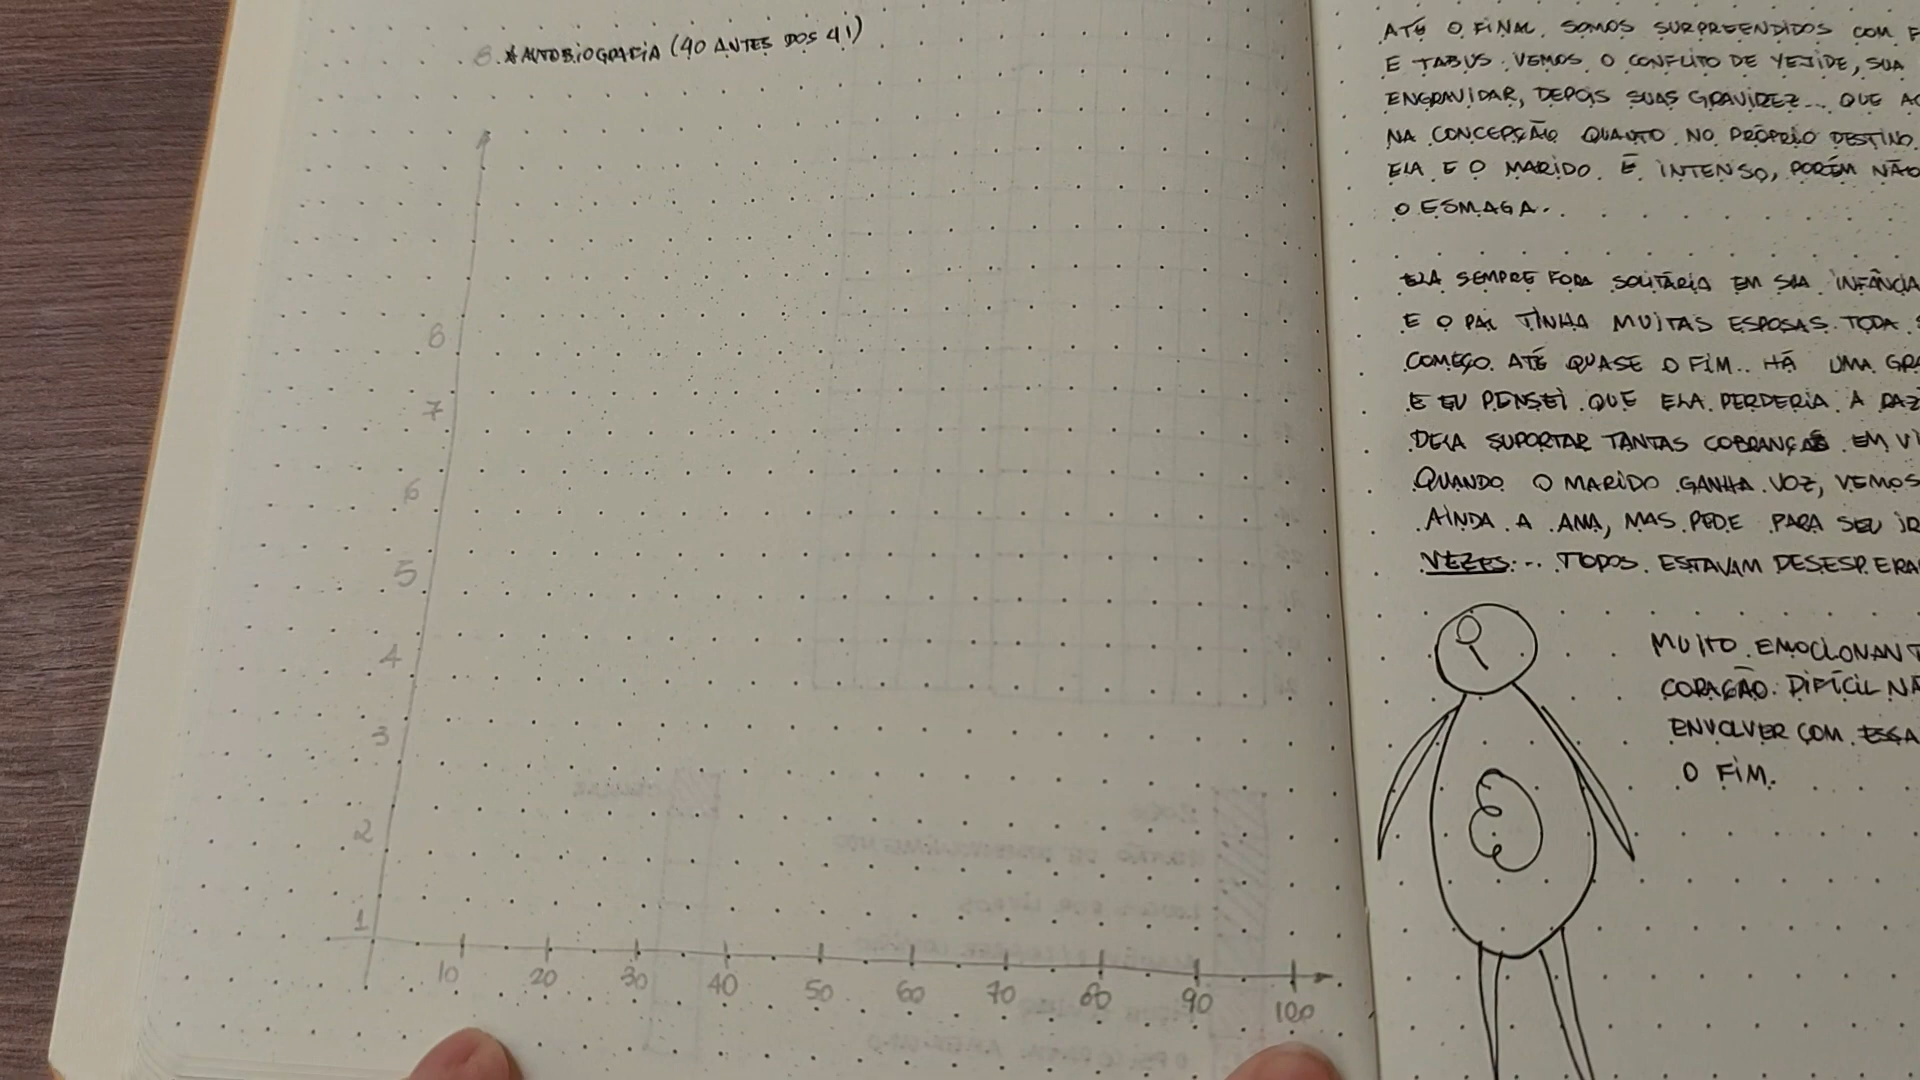 8. AUTOBIOGRAFIA (40 ANTES DOS 41)
8
7
6
5
4
3
2
1
10 20 30 40 50 60 70 80 90 100
ATÉ O FINAL. SOMOS SURPREENDIDOS COM
E TABUS. VEMOS O CONFLITO DE YEJIDE, SUA
ENGRAVIDAR, DEPOIS SUAS GRAVIDEZ... QUE
NA CONCEPÇÃO QUANTO NO PRÓPRIO DESTINO.
ELA E O MARIDO. É INTENSO, PORÉM NÃO
O ESMAGA.
ELA SEMPRE FORA SOLITÁRIA EM SUA INFÂNCIA
E O PAI TINHA MUITAS ESPOSAS. TODA
COMEÇO ATÉ QUASE O FIM.. HÁ UMA
E EU PENSEI QUE ELA PERDERIA A
DELA SUPORTAR TANTAS COBRANÇAS EM
QUANDO O MARIDO GANHA VOZ, VEMOS
AINDA A ANA, MAS PEDE PARA SEU
VEZES... TODOS ESTAVAM
MUITO
CORAÇÃO. DIFÍCIL
ENVOLVER COM ESSA
O FIM.